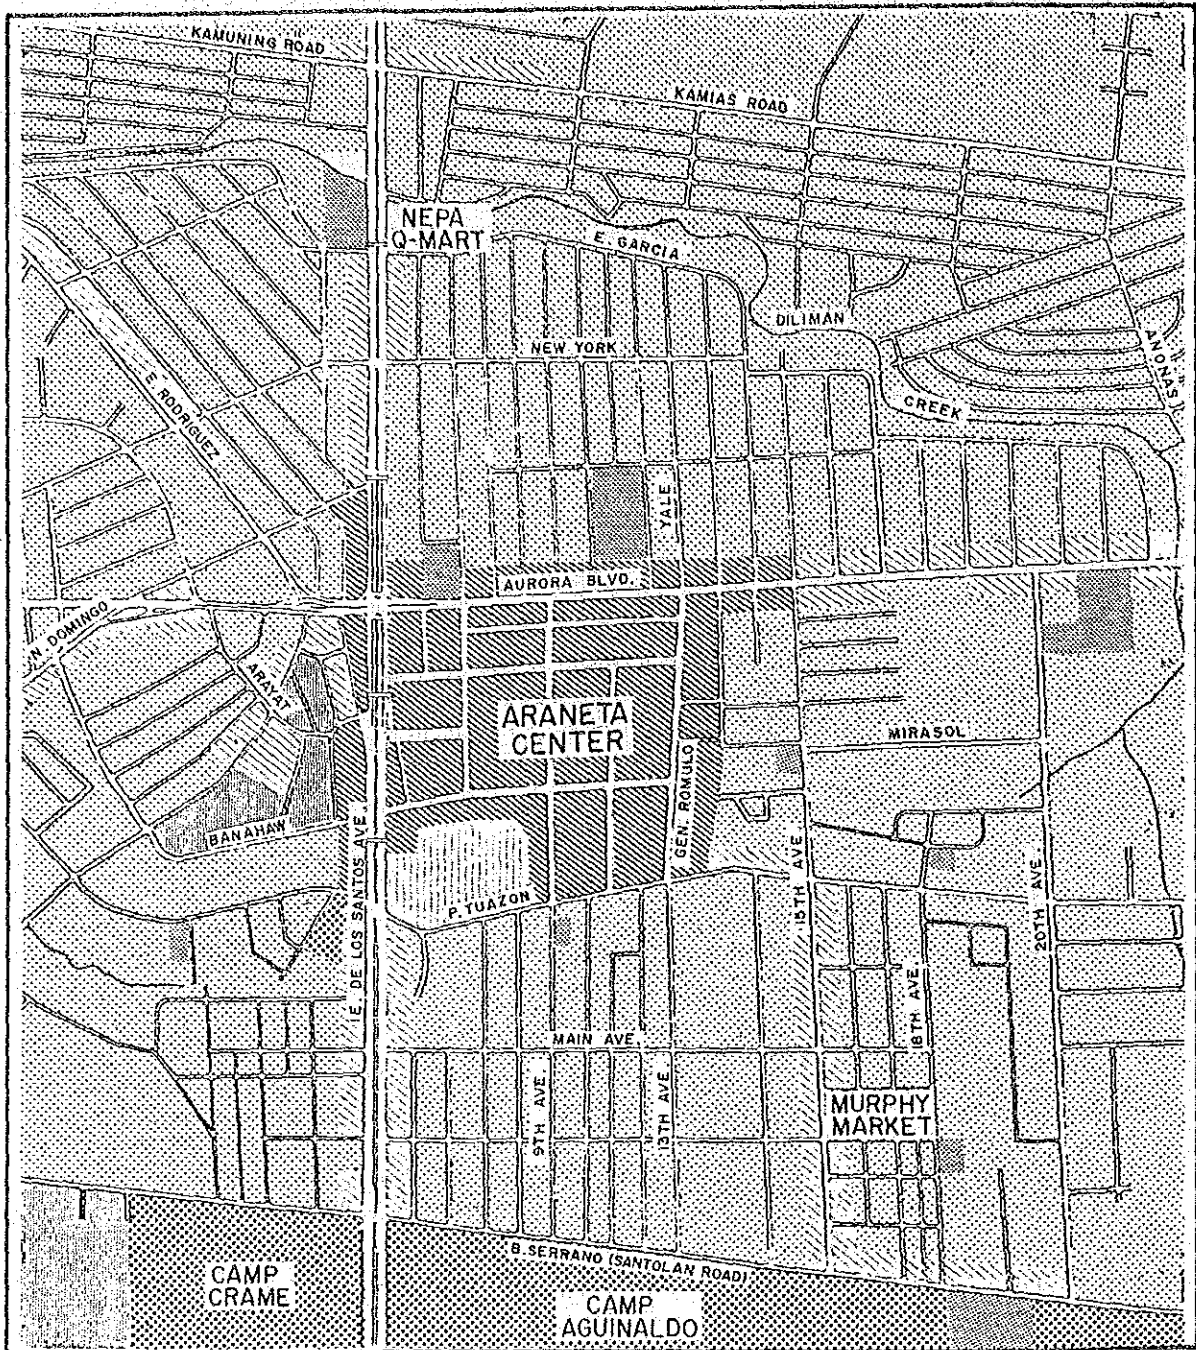 KAMUNING ROAD
KAMIAS ROAD
NEPA
Q-MART
E. GARCIA
DILIMAN
CREEK
NEW YORK
ANONAS
E. RODRIGUEZ
YALE
AURORA BLVD.
N. DOMINGO
ARAYAT
ARANETA
CENTER
MIRASOL
GEN. ROMULO
BANAHAW
E. DE LOS SANTOS AVE.
P. TUAZON
15TH AVE
20TH AVE.
18TH AVE.
MAIN AVE.
9TH AVE.
13TH AVE.
MURPHY
MARKET
B. SERRANO (SANTOLAN ROAD)
CAMP
CRAME
CAMP
AGUINALDO